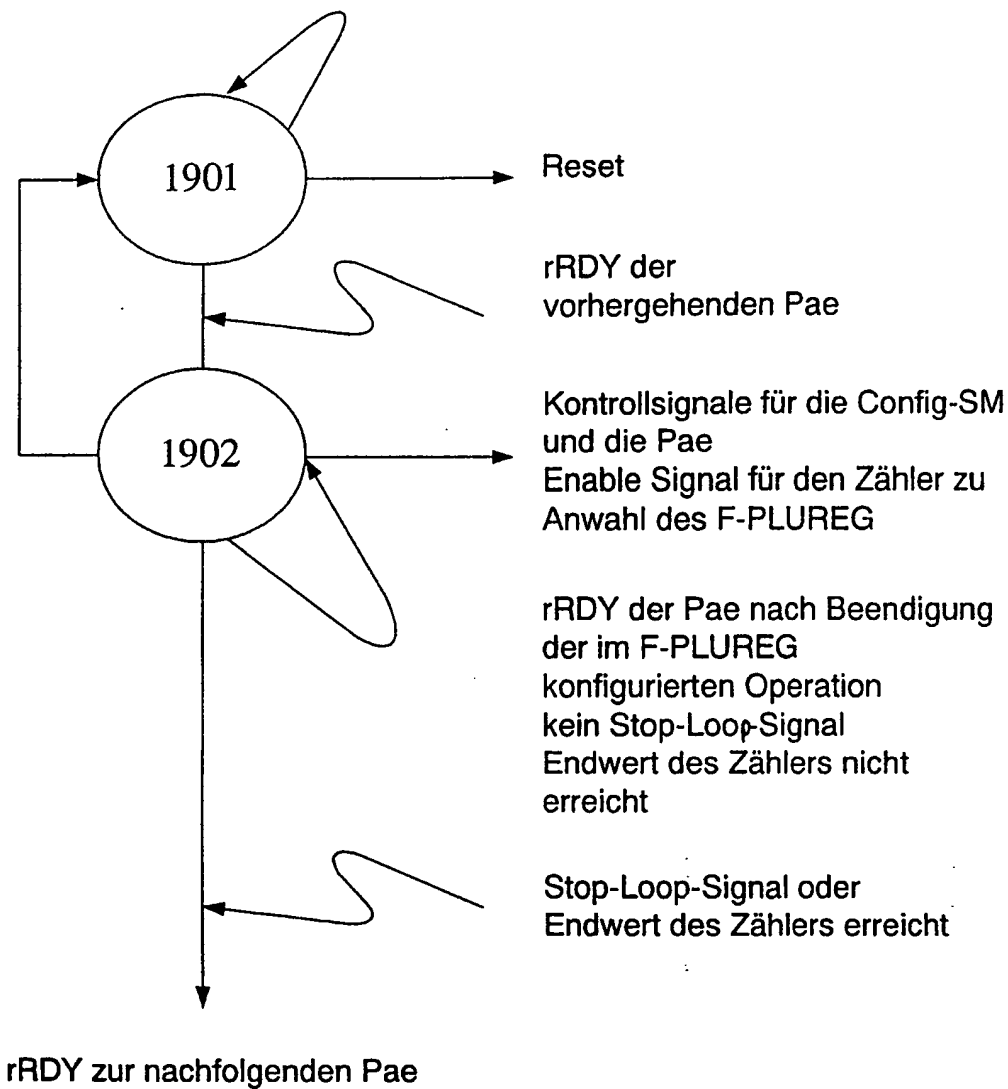 1901
Reset
rRDY der
vorhergehenden Pae
1902
Kontrollsignale für die Config-SM
und die Pae
Enable Signal für den Zähler zu
Anwahl des F-PLUREG
rRDY der Pae nach Beendigung
der im F-PLUREG
konfigurierten Operation
kein Stop-Loop-Signal
Endwert des Zählers nicht
erreicht
Stop-Loop-Signal oder
Endwert des Zählers erreicht
rRDY zur nachfolgenden Pae